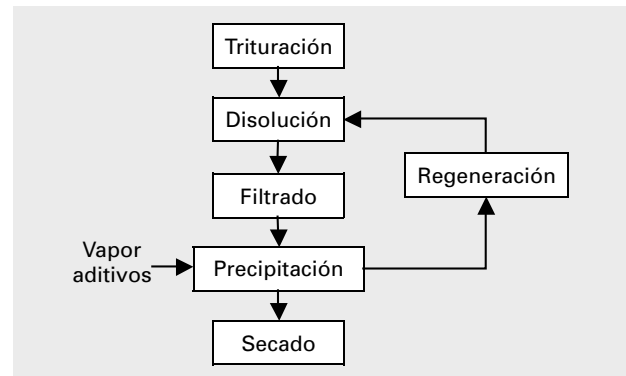 Trituración
Disolución
Regeneración
Filtrado
Vapor
aditivos
Precipitación
Secado